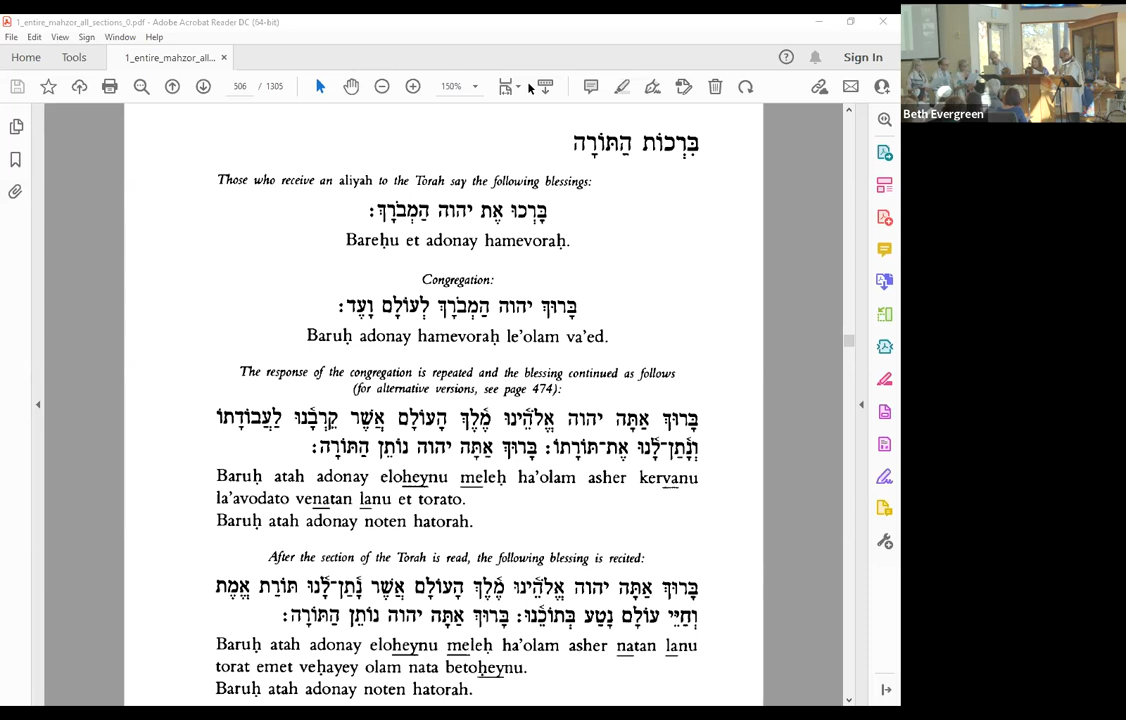 1_entire_mahzor_all_sections_0.pdf - Adobe Acrobat Reader DC (64-bit)
File Edit View Sign Window Help
Home Tools 1_entire_mahzor_all... × Sign In
506 / 1305 150%
Beth Evergreen
בִּרְכוֹת הַתּוֹרָה
Those who receive an aliyah to the Torah say the following blessings:
בָּרְכוּ אֶת יהוה הַמְבֹרָךְ:
Bareḥu et adonay hamevoraḥ.
Congregation:
בָּרוּךְ יהוה הַמְבֹרָךְ לְעוֹלָם וָעֶד:
Baruḥ adonay hamevoraḥ le'olam va'ed.
The response of the congregation is repeated and the blessing continued as follows
(for alternative versions, see page 474):
בָּרוּךְ אַתָּה יהוה אֱלֹהֵ֫ינוּ מֶ֫לֶךְ הָעוֹלָם אֲשֶׁר קֵרְבָ֫נוּ לַעֲבוֹדָתוֹ
וְנָ֫תַן־לָ֫נוּ אֶת־תּוֹרָתוֹ: בָּרוּךְ אַתָּה יהוה נוֹתֵן הַתּוֹרָה:
Baruḥ atah adonay eloheynu meleḥ ha'olam asher kervanu
la'avodato venatan lanu et torato.
Baruḥ atah adonay noten hatorah.
After the section of the Torah is read, the following blessing is recited:
בָּרוּךְ אַתָּה יהוה אֱלֹהֵ֫ינוּ מֶ֫לֶךְ הָעוֹלָם אֲשֶׁר נָ֫תַן־לָ֫נוּ תּוֹרַת אֱמֶת
וְחַיֵּי עוֹלָם נָטַע בְּתוֹכֵ֫נוּ: בָּרוּךְ אַתָּה יהוה נוֹתֵן הַתּוֹרָה:
Baruḥ atah adonay eloheynu meleḥ ha'olam asher natan lanu
torat emet veḥayey olam nata betoḥeynu.
Baruḥ atah adonay noten hatorah.